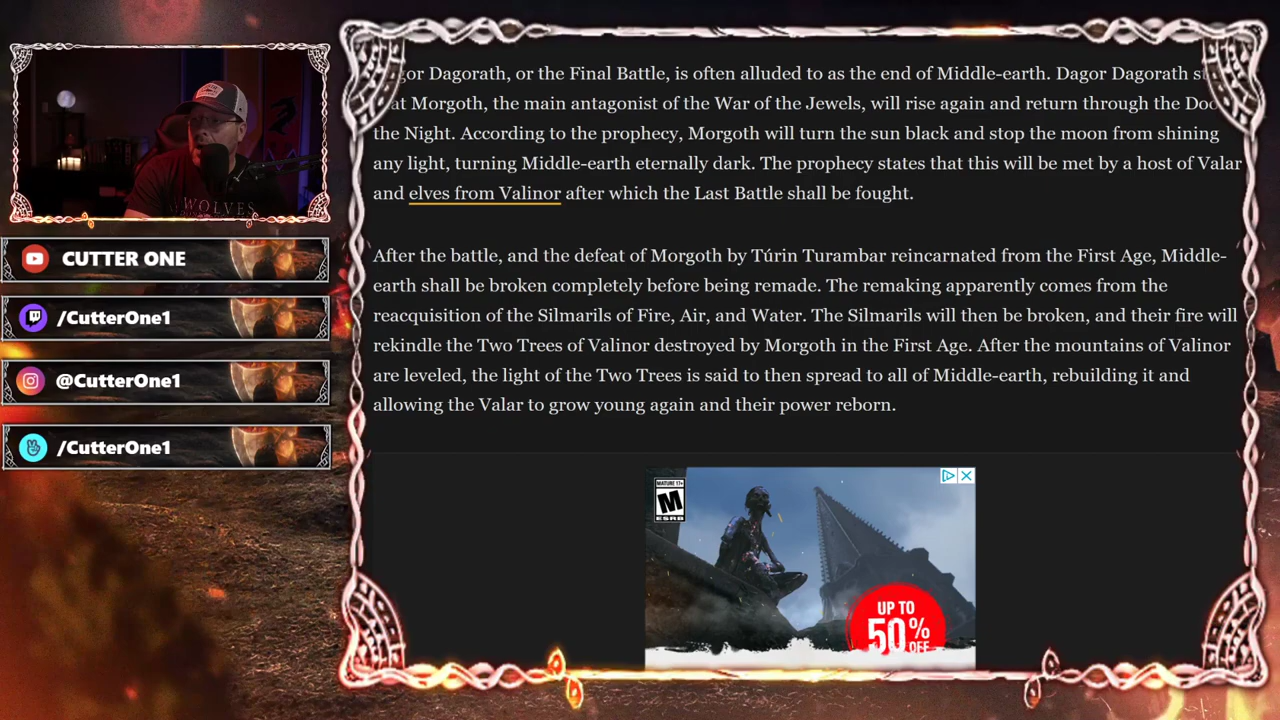 gor Dagorath, or the Final Battle, is often alluded to as the end of Middle-earth. Dagor Dagorath
at Morgoth, the main antagonist of the War of the Jewels, will rise again and return through the
the Night. According to the prophecy, Morgoth will turn the sun black and stop the moon from shining
any light, turning Middle-earth eternally dark. The prophecy states that this will be met by a host of Valar
and elves from Valinor after which the Last Battle shall be fought.
After the battle, and the defeat of Morgoth by Túrin Turambar reincarnated from the First Age, Middle-
earth shall be broken completely before being remade. The remaking apparently comes from the
reacquisition of the Silmarils of Fire, Air, and Water. The Silmarils will then be broken, and their fire will
rekindle the Two Trees of Valinor destroyed by Morgoth in the First Age. After the mountains of Valinor
are leveled, the light of the Two Trees is said to then spread to all of Middle-earth, rebuilding it and
allowing the Valar to grow young again and their power reborn.
WOLVES
CUTTER ONE
/CutterOne1
@CutterOne1
/CutterOne1
MATURE 17+
M
ESRB
UP TO
50%
OFF